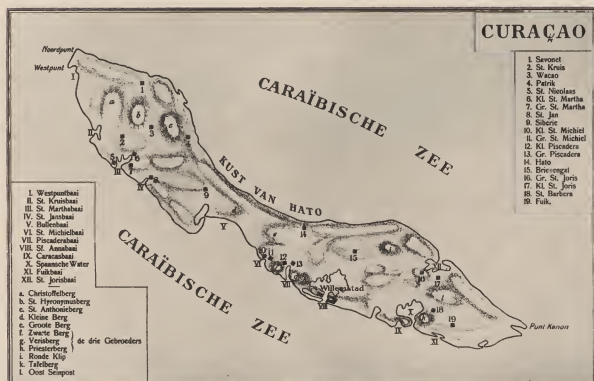 CURAÇAO
Noordpunt
Westpunt
CARAÏBISCHE
ZEE
KUST VAN HATO
CARAÏBISCHE
ZEE
Willemstad
Punt Kanon
1. Savonet
2. St. Kruis
3. Wacao
4. Patrik
5. St. Nicolaas
6. Kl. St. Martha
7. Gr. St. Martha
8. St. Jan
9. Siberie
10. Kl. St. Michiel
11. Gr. St. Michiel
12. Kl. Piscadera
13. Gr. Piscadera
14. Hato
15. Brievengat
16. Gr. St. Joris
17. Kl. St. Joris
18. St. Barbara
19. Fuik.
I. Westpuntbaai
II. St. Kruisbaai
III. St. Marthabaai
IV. St. Jansbaai
V. Bullenbaai
VI. St. Michielbaai
VII. Piscaderabaai
VIII. St. Annabaai
IX. Caracasbaai
X. Spaansche Water
XI. Fuikbaai
XII. St. Jorisbaai
a. Christoffelberg
b. St. Hyronymusberg
c. St. Anthonieberg
d. Kleine Berg
e. Groote Berg
f. Zwarte Berg
g. Verisberg
h. Priesterberg
de drie Gebroeders
i. Ronde Klip
k. Tafelberg
l. Oost Seinpost